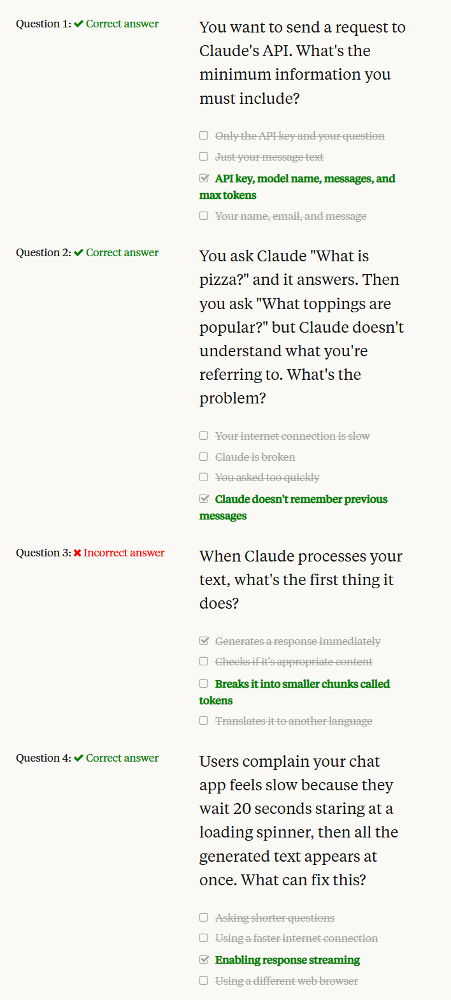 Question 1: ✔ Correct answer
You want to send a request to
Claude's API. What's the
minimum information you
must include?
Only the API key and your question
Just your message text
API key, model name, messages, and
max tokens
Your name, email, and message
Question 2: ✔ Correct answer
You ask Claude "What is
pizza?" and it answers. Then
you ask "What toppings are
popular?" but Claude doesn't
understand what you're
referring to. What's the
problem?
Your internet connection is slow
Claude is broken
You asked too quickly
Claude doesn't remember previous
messages
Question 3: ✖ Incorrect answer
When Claude processes your
text, what's the first thing it
does?
Generates a response immediately
Checks if it's appropriate content
Breaks it into smaller chunks called
tokens
Translates it to another language
Question 4: ✔ Correct answer
Users complain your chat
app feels slow because they
wait 20 seconds staring at a
loading spinner, then all the
generated text appears at
once. What can fix this?
Asking shorter questions
Using a faster internet connection
Enabling response streaming
Using a different web browser